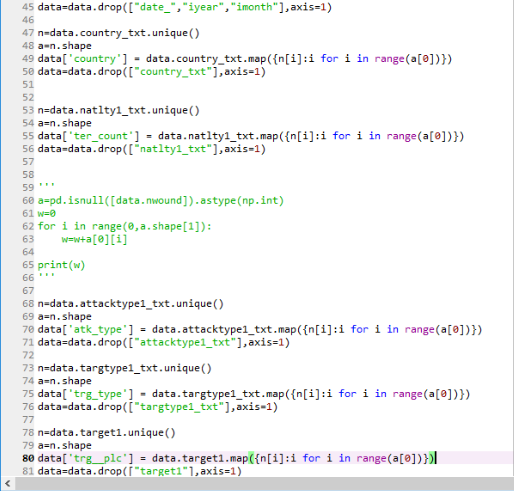 45 data=data.drop(["date_","iyear","imonth"],axis=1)
46
47 n=data.country_txt.unique()
48 a=n.shape
49 data['country'] = data.country_txt.map({n[i]:i for i in range(a[0])})
50 data=data.drop(["country_txt"],axis=1)
51
52
53 n=data.natlty1_txt.unique()
54 a=n.shape
55 data['ter_count'] = data.natlty1_txt.map({n[i]:i for i in range(a[0])})
56 data=data.drop(["natlty1_txt"],axis=1)
57
58
59 '''
60 a=pd.isnull([data.nwound]).astype(np.int)
61 w=0
62 for i in range(0,a.shape[1]):
63     w=w+a[0][i]
64
65 print(w)
66 '''
67
68 n=data.attacktype1_txt.unique()
69 a=n.shape
70 data['atk_type'] = data.attacktype1_txt.map({n[i]:i for i in range(a[0])})
71 data=data.drop(["attacktype1_txt"],axis=1)
72
73 n=data.targtype1_txt.unique()
74 a=n.shape
75 data['trg_type'] = data.targtype1_txt.map({n[i]:i for i in range(a[0])})
76 data=data.drop(["targtype1_txt"],axis=1)
77
78 n=data.target1.unique()
79 a=n.shape
80 data['trg__plc'] = data.target1.map({n[i]:i for i in range(a[0])})
81 data=data.drop(["target1"],axis=1)